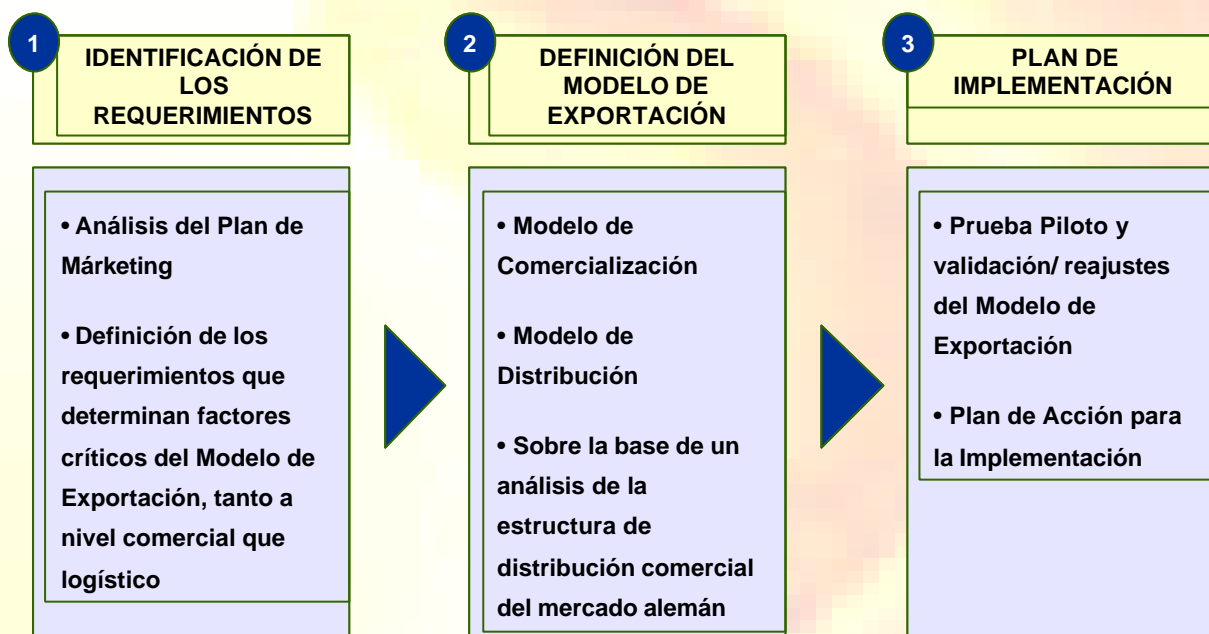 1
IDENTIFICACIÓN DE
LOS
REQUERIMIENTOS
• Análisis del Plan de
Márketing
• Definición de los
requerimientos que
determinan factores
críticos del Modelo de
Exportación, tanto a
nivel comercial que
logístico
2
DEFINICIÓN DEL
MODELO DE
EXPORTACIÓN
• Modelo de
Comercialización
• Modelo de
Distribución
• Sobre la base de un
análisis de la
estructura de
distribución comercial
del mercado alemán
3
PLAN DE
IMPLEMENTACIÓN
• Prueba Piloto y
validación/ reajustes
del Modelo de
Exportación
• Plan de Acción para
la Implementación